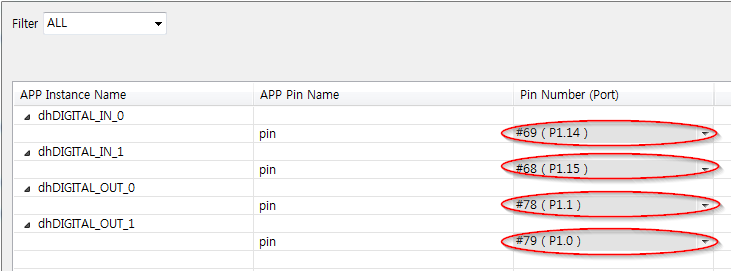 Filter ALL
APP Instance Name APP Pin Name Pin Number (Port)
dhDIGITAL_IN_0
pin #69 ( P1.14 )
dhDIGITAL_IN_1
pin #68 ( P1.15 )
dhDIGITAL_OUT_0
pin #78 ( P1.1 )
dhDIGITAL_OUT_1
pin #79 ( P1.0 )